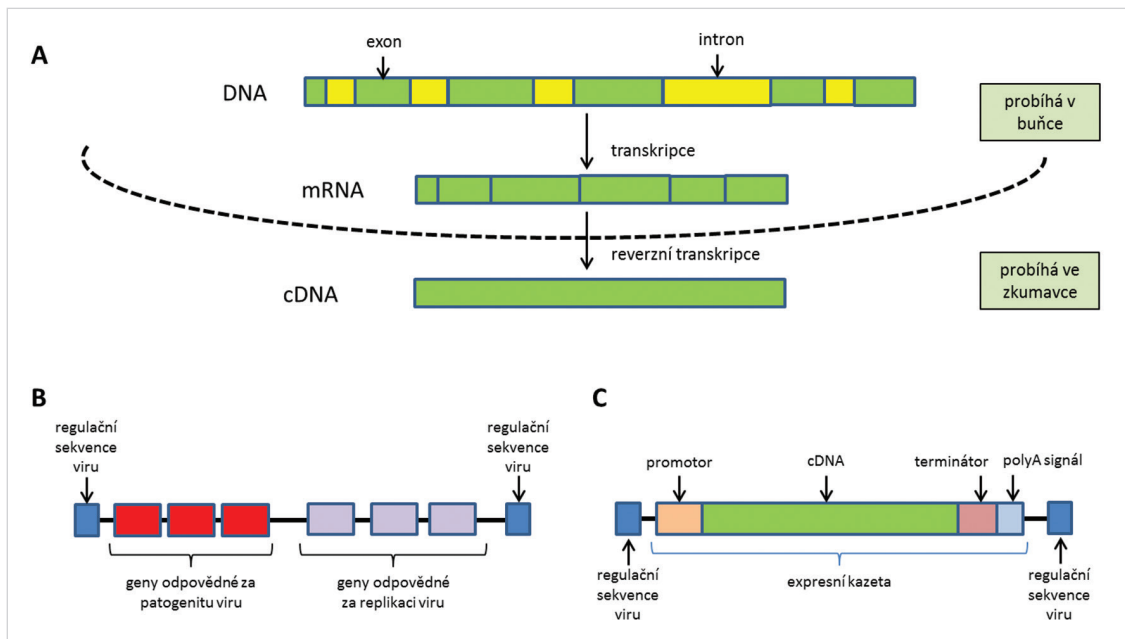 A
exon
intron
DNA
probíhá v
buňce
transkripce
mRNA
reverzní transkripce
cDNA
probíhá ve
zkumavce
B
regulační
sekvence
viru
regulační
sekvence
viru
geny odpovědné za
patogenitu viru
geny odpovědné
za replikaci viru
C
promotor
cDNA
terminátor
polyA signál
regulační
sekvence
viru
expresní kazeta
regulační
sekvence
viru